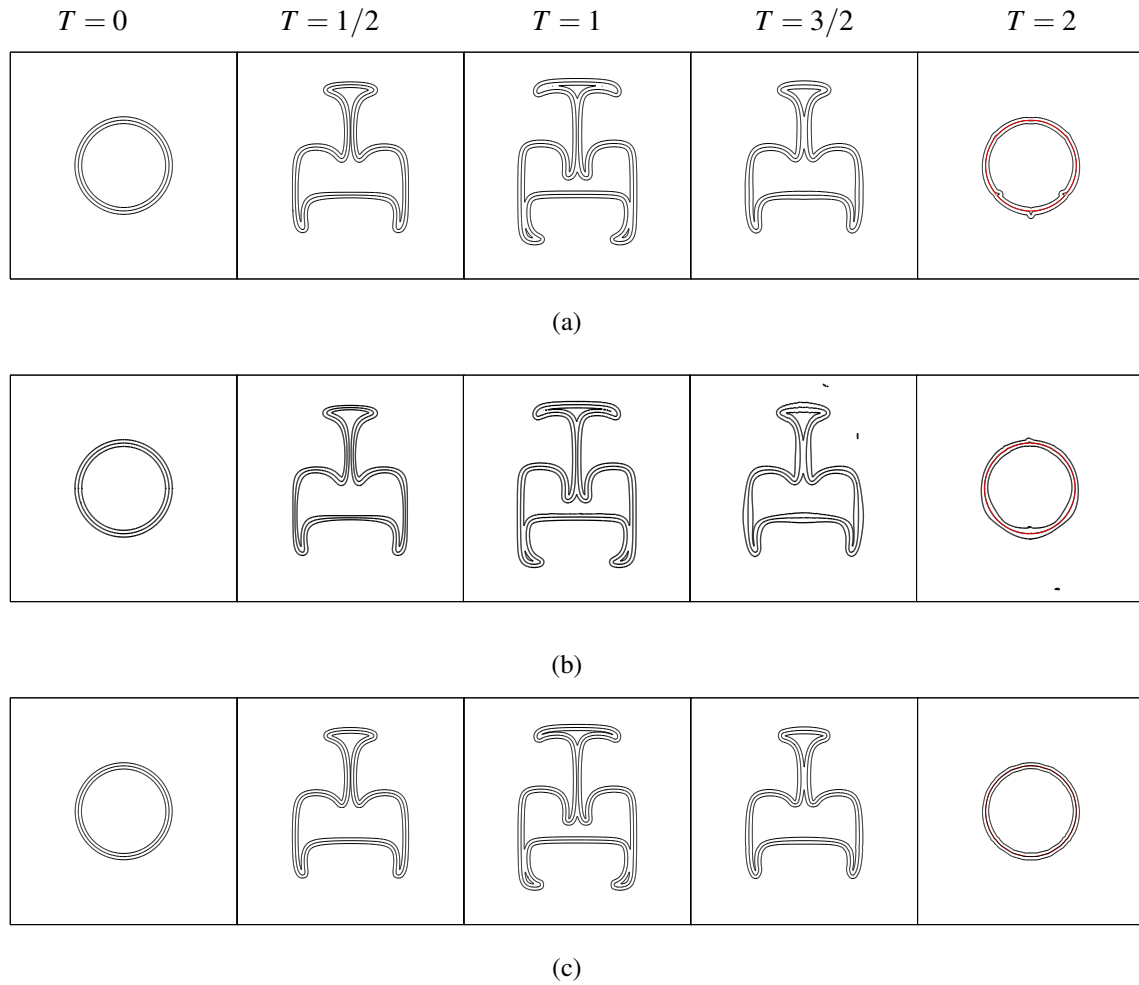 T = 0 T = 1/2 T = 1 T = 3/2 T = 2
(a)
(b)
(c)